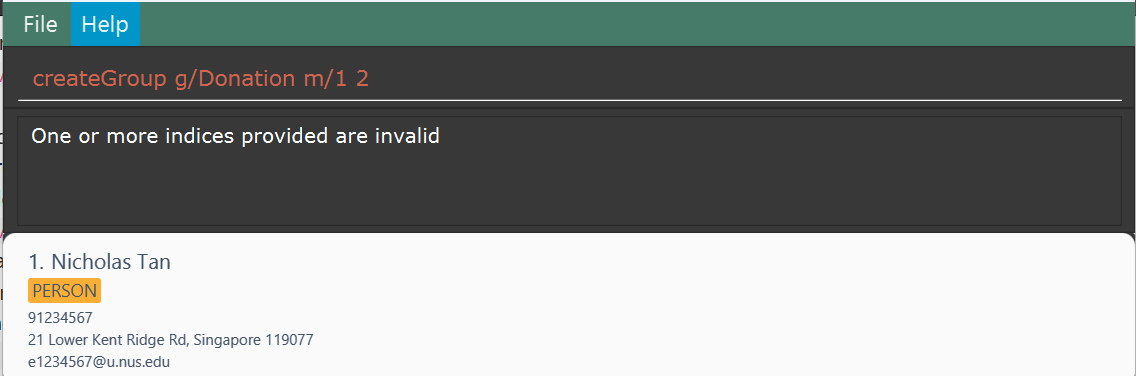 File Help
createGroup g/Donation m/1 2
One or more indices provided are invalid
1. Nicholas Tan
PERSON
91234567
21 Lower Kent Ridge Rd, Singapore 119077
e1234567@u.nus.edu